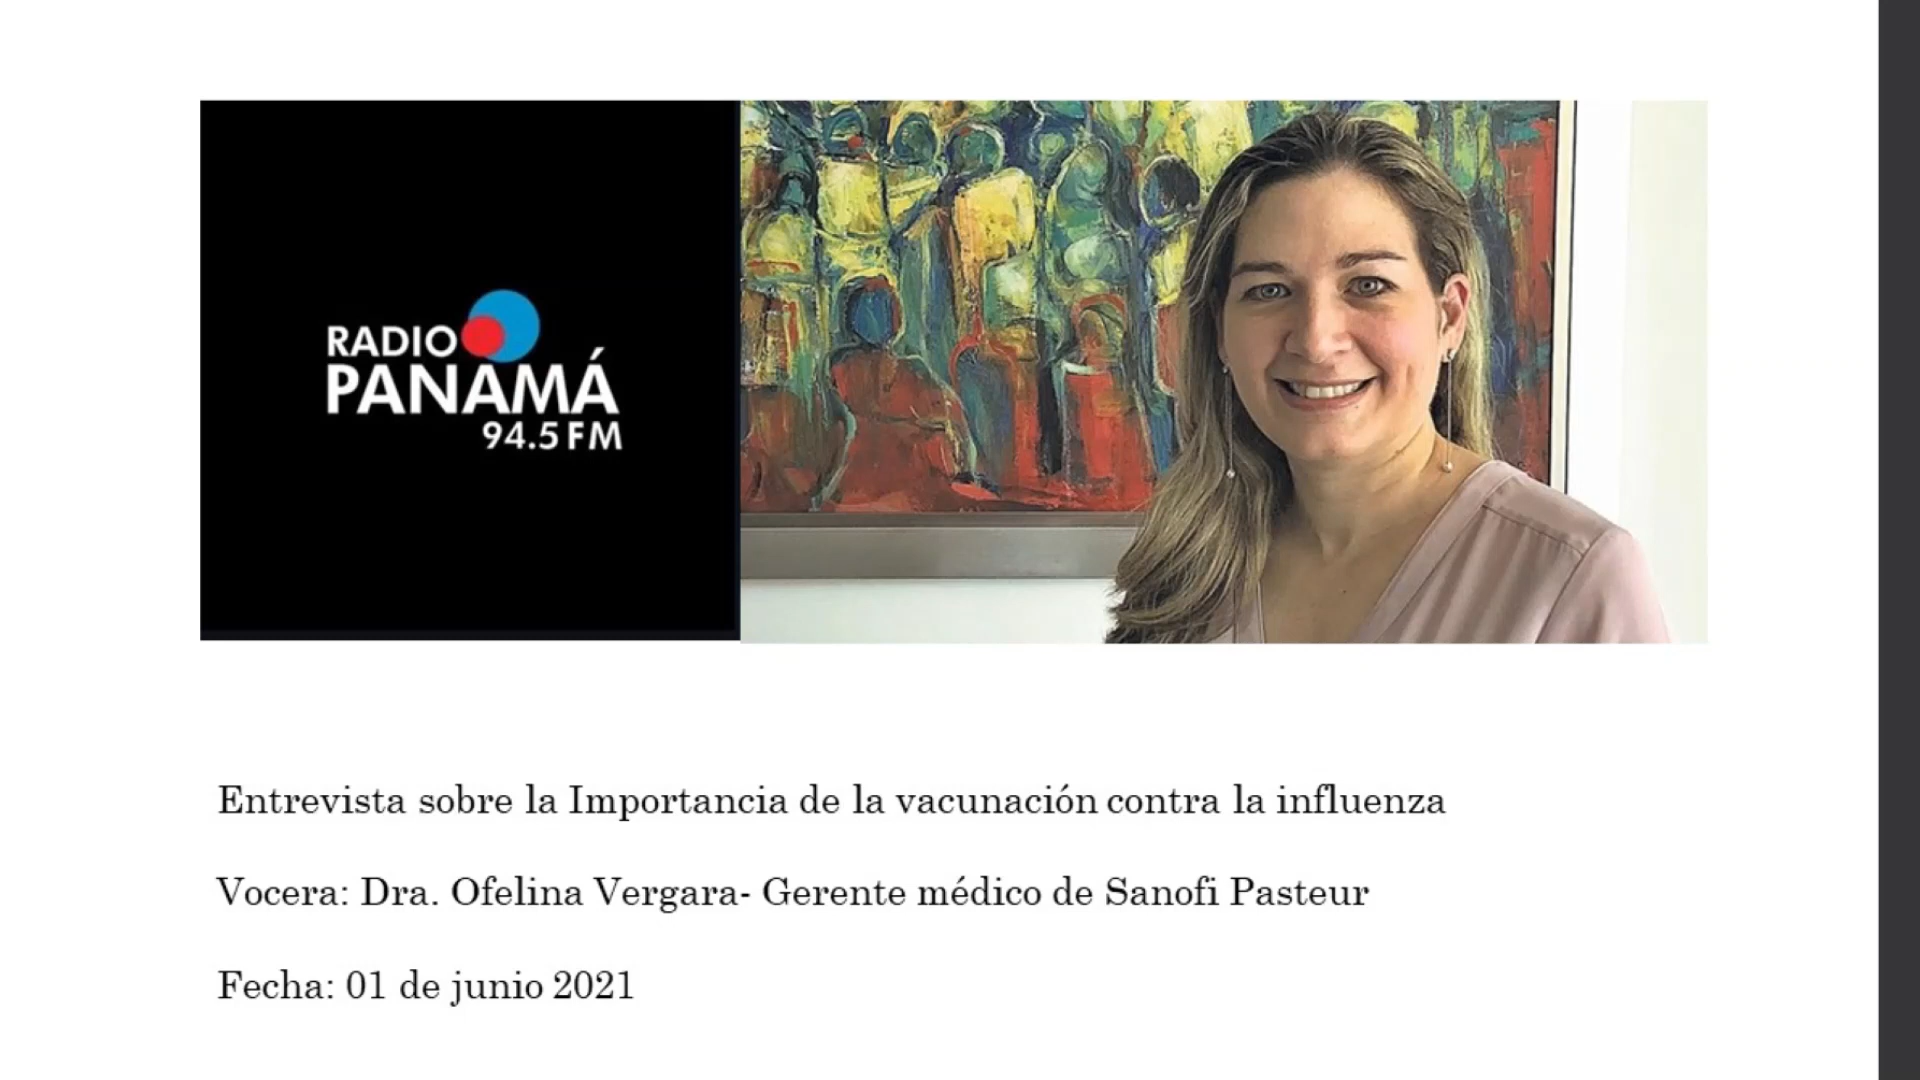 RADIO
PANAMÁ
94.5 FM
Entrevista sobre la Importancia de la vacunación contra la influenza
Vocera: Dra. Ofelina Vergara- Gerente médico de Sanofi Pasteur
Fecha: 01 de junio 2021